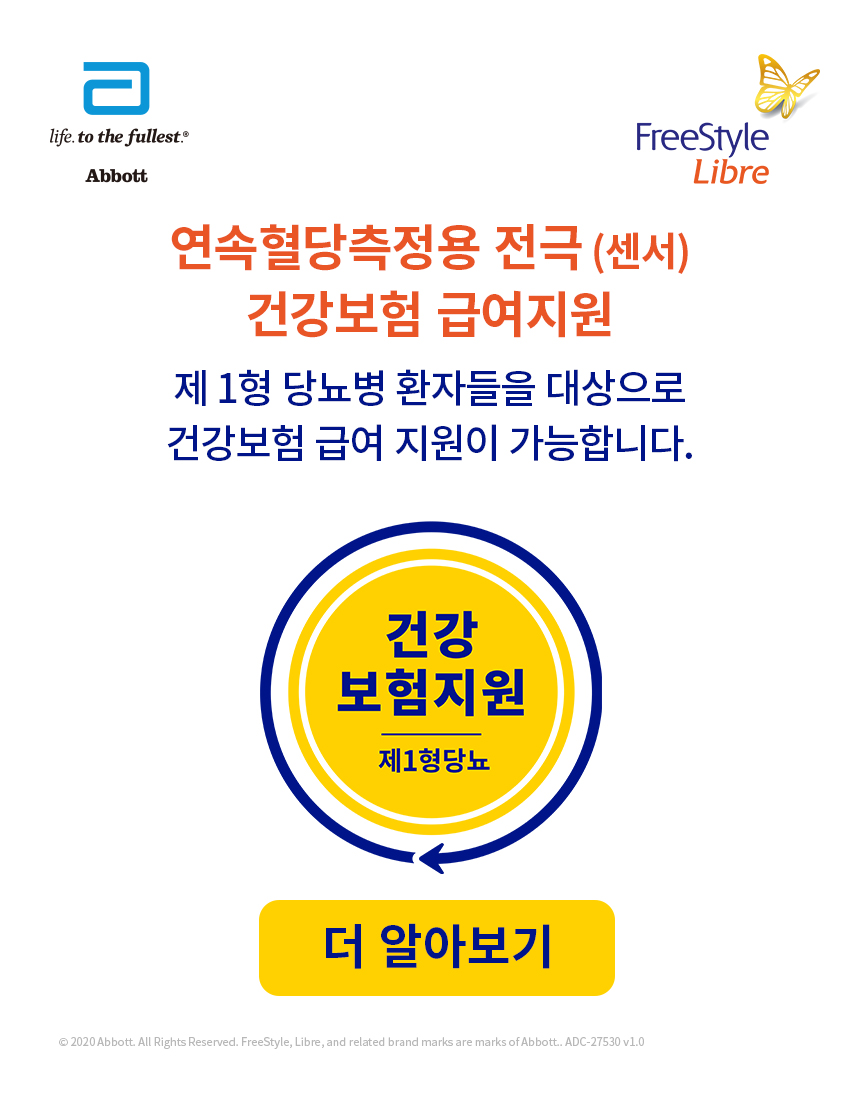 life. to the fullest.®
Abbott
FreeStyle
Libre
연속혈당측정용 전극 (센서)
건강보험 급여지원
제 1형 당뇨병 환자들을 대상으로
건강보험 급여 지원이 가능합니다.
건강
보험지원
제1형당뇨
더 알아보기
© 2020 Abbott. All Rights Reserved. FreeStyle, Libre, and related brand marks are marks of Abbott.. ADC-27530 v1.0